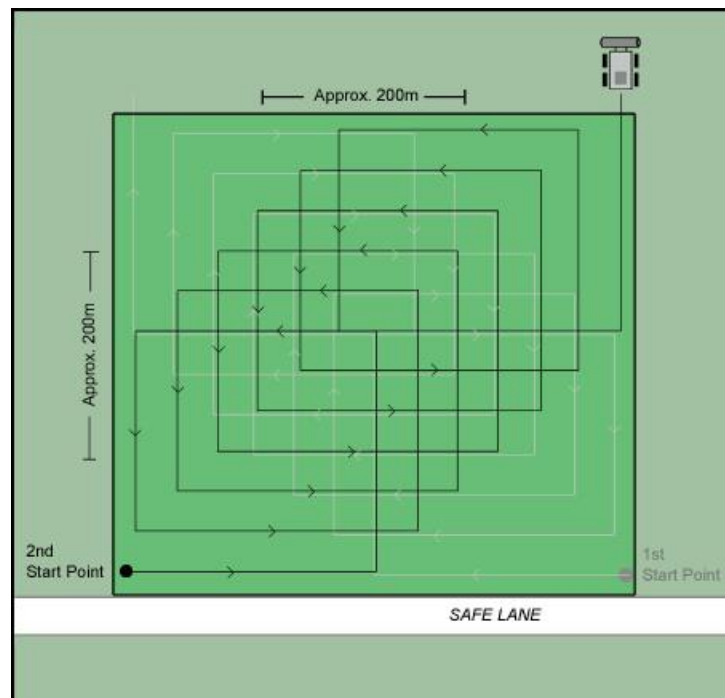 Approx. 200m
Approx. 200m
2nd
Start Point
1st
Start Point
SAFE LANE